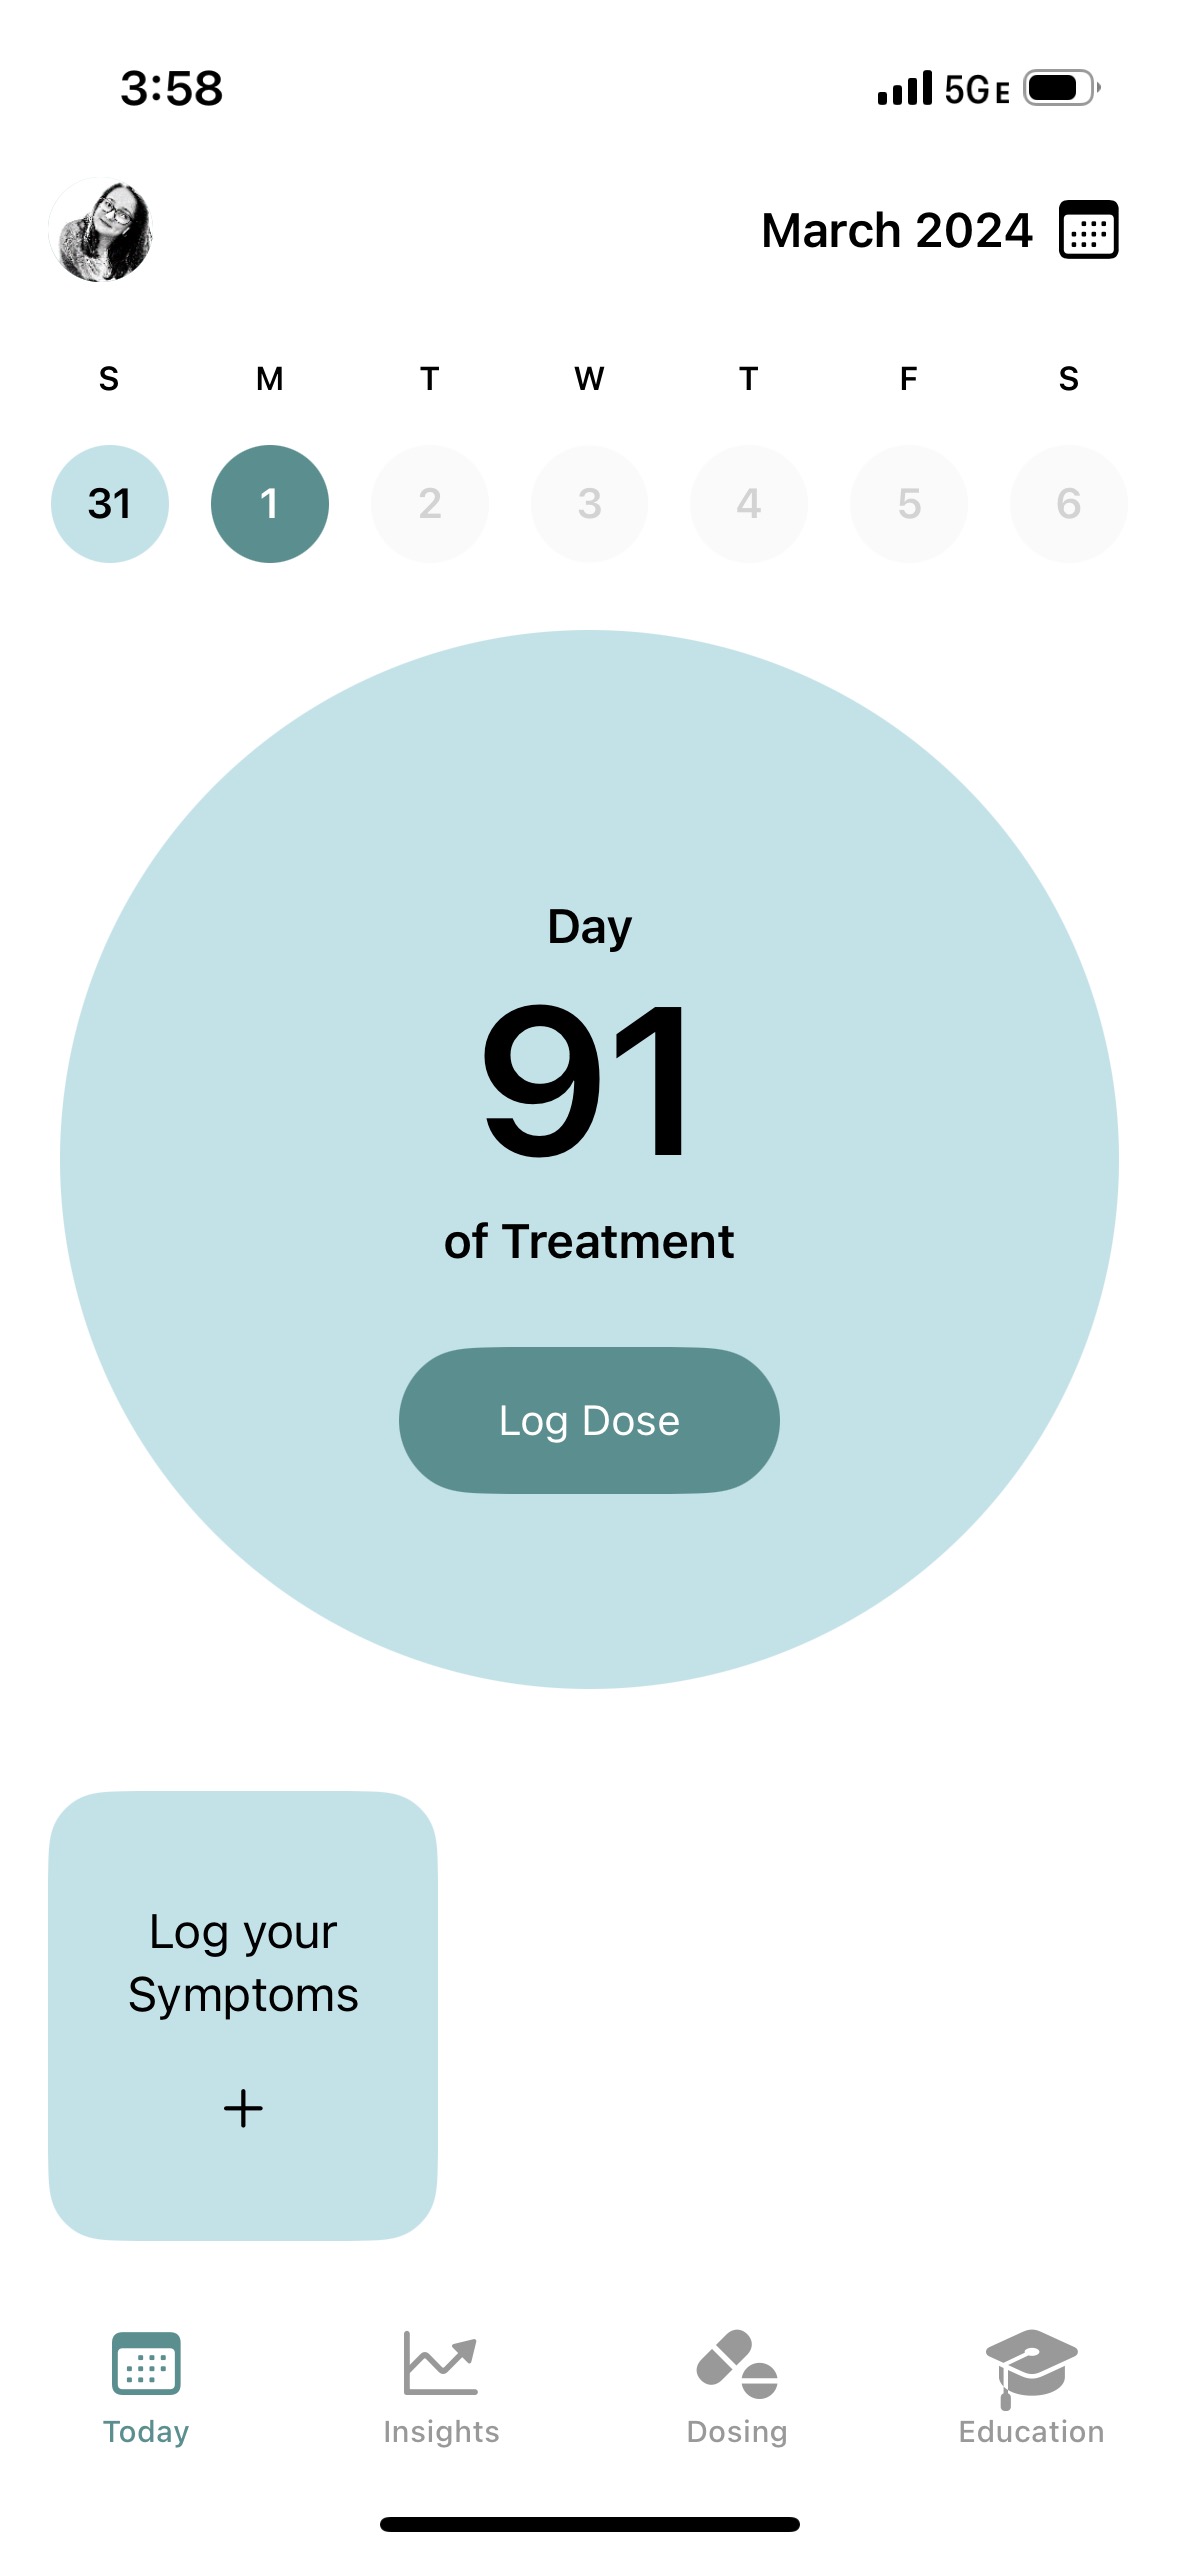 3:58
5G E
March 2024
S M T W T F S
31 1 2 3 4 5 6
Day
91
of Treatment
Log Dose
Log your
Symptoms
+
Today Insights Dosing Education